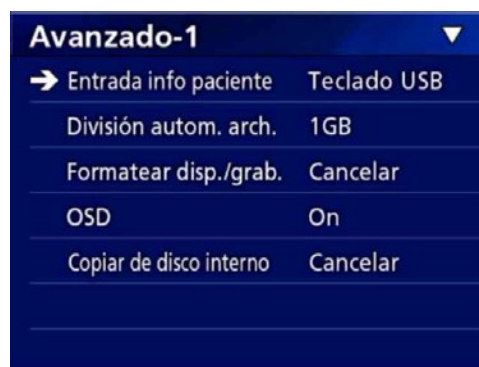 Avanzado-1 ▼
➔ Entrada info paciente Teclado USB
División autom. arch. 1GB
Formatear disp./grab. Cancelar
OSD On
Copiar de disco interno Cancelar